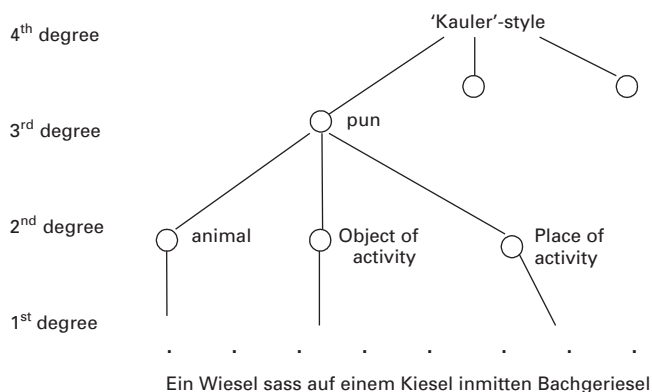 4th degree
'Kauler'-style
3rd degree
pun
2nd degree
animal
Object of
activity
Place of
activity
1st degree
Ein Wiesel sass auf einem Kiesel inmitten Bachgeriesel